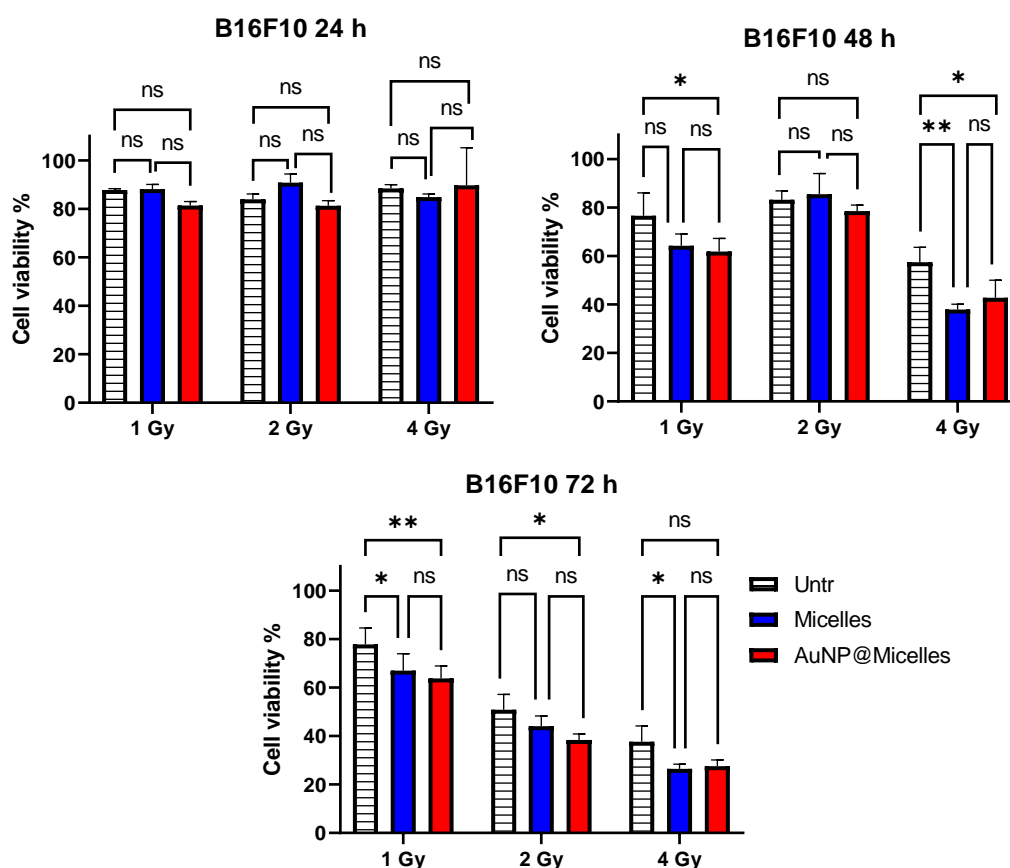 B16F10 24 h
ns
ns
ns
ns
ns
ns
ns
ns
ns
Cell viability %
100
80
60
40
20
0
1 Gy
2 Gy
4 Gy
B16F10 48 h
*
ns
*
ns
ns
ns
ns
**
ns
Cell viability %
100
80
60
40
20
0
1 Gy
2 Gy
4 Gy
B16F10 72 h
**
*
ns
*
ns
ns
ns
*
ns
Cell viability %
100
80
60
40
20
0
1 Gy
2 Gy
4 Gy
Untr
Micelles
AuNP@Micelles